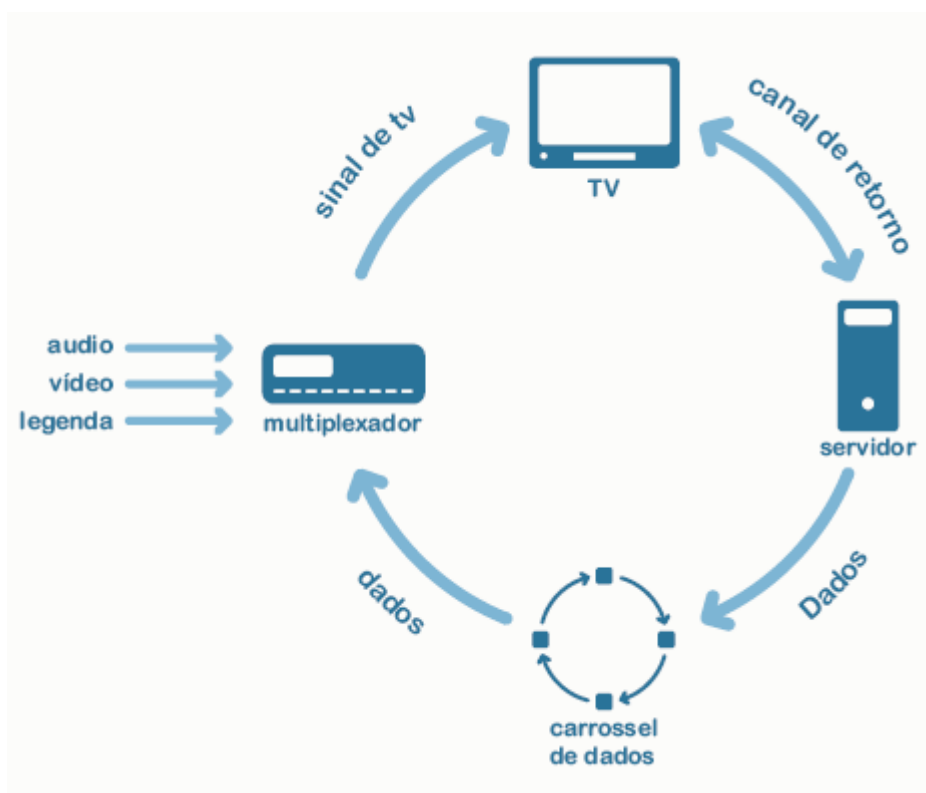 sinal de tv
TV
canal de retorno
audio
vídeo
legenda
multiplexador
servidor
dados
Dados
carrossel
de dados